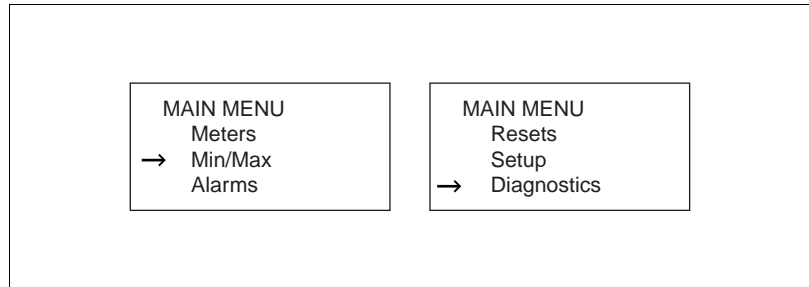 MAIN MENU
Meters
→ Min/Max
Alarms
MAIN MENU
Resets
Setup
→ Diagnostics